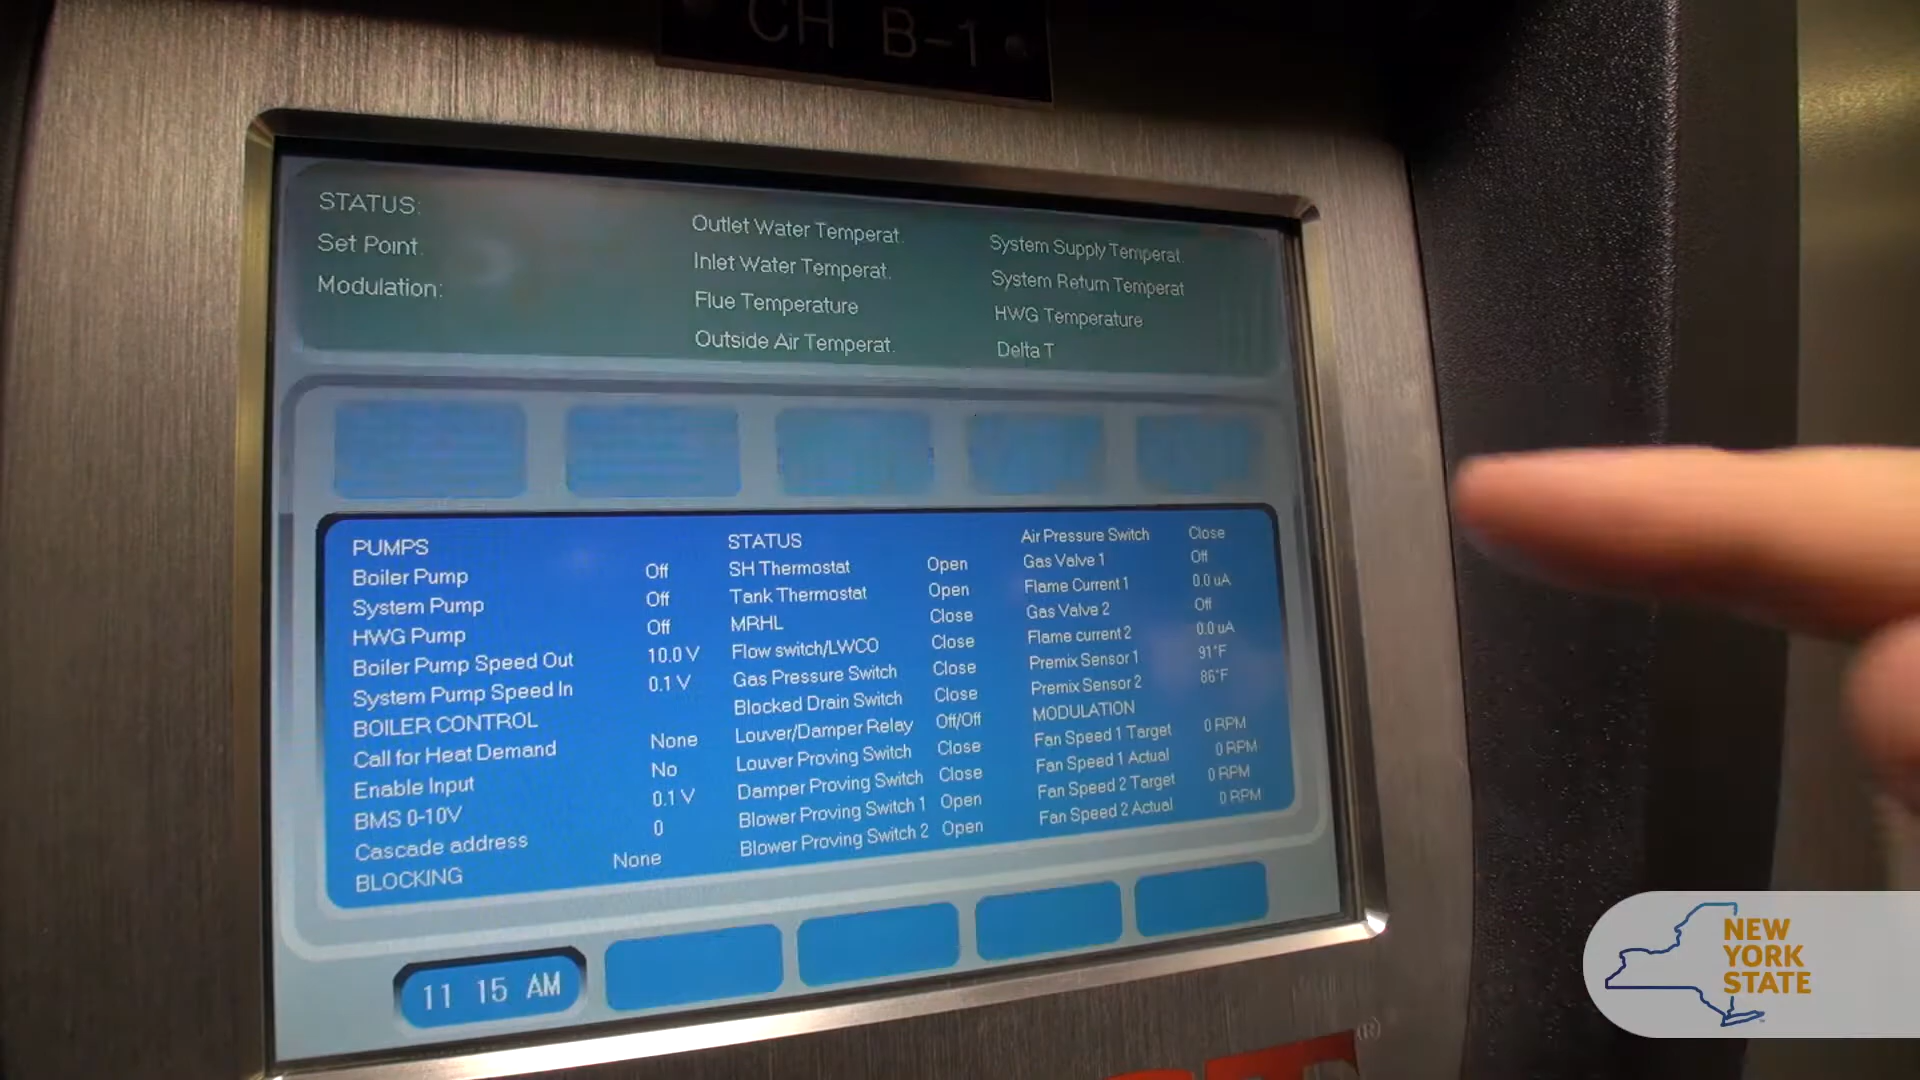 CH B-1
STATUS:
Set Point.
Modulation:
Outlet Water Temperat.
Inlet Water Temperat.
Flue Temperature
Outside Air Temperat.
System Supply Temperat.
System Return Temperat
HWG Temperature
Delta T
PUMPS
Boiler Pump Off
System Pump Off
HWG Pump Off
Boiler Pump Speed Out 10.0 V
System Pump Speed In 0.1 V
BOILER CONTROL
Call for Heat Demand None
Enable Input No
BMS 0-10V 0.1 V
Cascade address 0
BLOCKING None
STATUS
SH Thermostat Open
Tank Thermostat Open
MRHL Close
Flow switch/LWCO Close
Gas Pressure Switch Close
Blocked Drain Switch Close
Louver/Damper Relay Off/Off
Louver Proving Switch Close
Damper Proving Switch Close
Blower Proving Switch 1 Open
Blower Proving Switch 2 Open
Air Pressure Switch Close
Gas Valve 1 Off
Flame Current 1 0.0 uA
Gas Valve 2 Off
Flame current 2 0.0 uA
Premix Sensor 1 91°F
Premix Sensor 2 86°F
MODULATION
Fan Speed 1 Target 0 RPM
Fan Speed 1 Actual 0 RPM
Fan Speed 2 Target 0 RPM
Fan Speed 2 Actual 0 RPM
11 15 AM
NEW
YORK
STATE